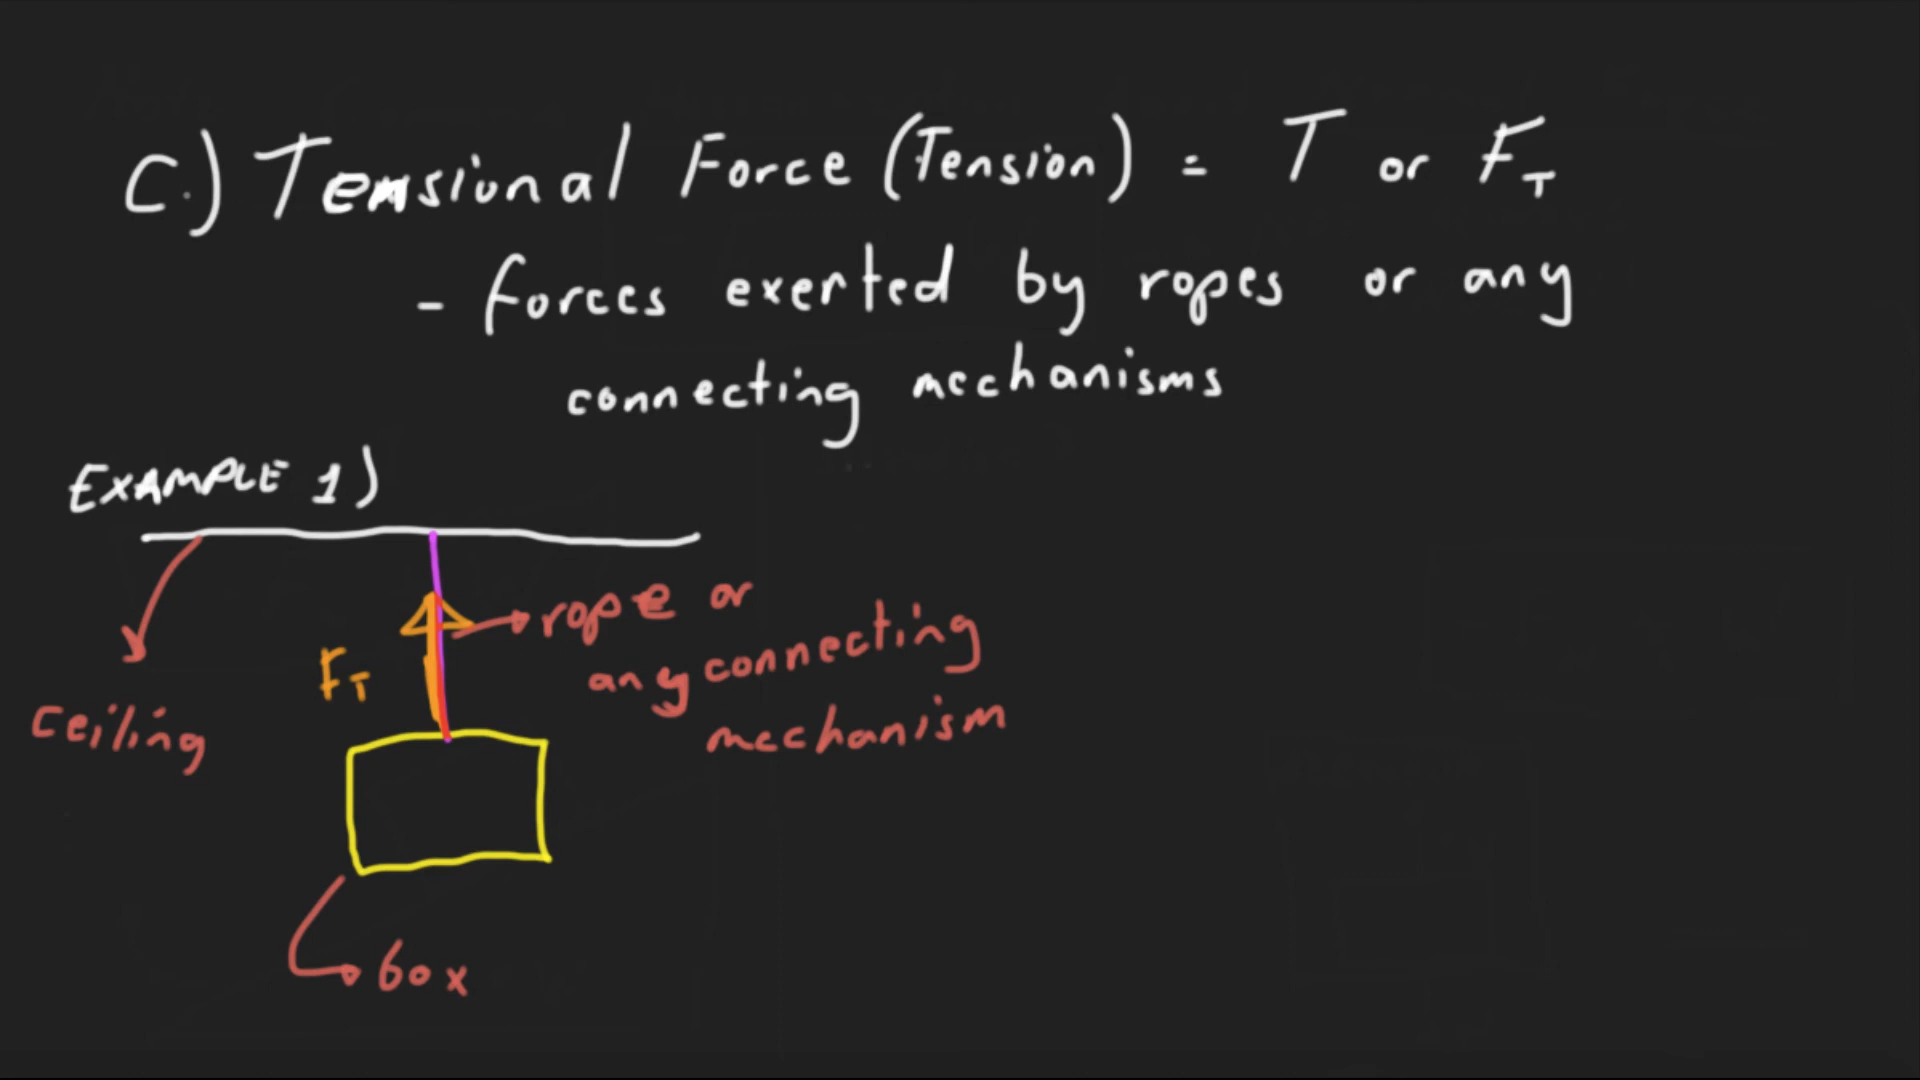 C.) Tensional Force (Tension) = T or F_T
- forces exerted by ropes or any
connecting mechanisms
EXAMPLE 1)
rope or
any connecting
mechanism
F_T
ceiling
box